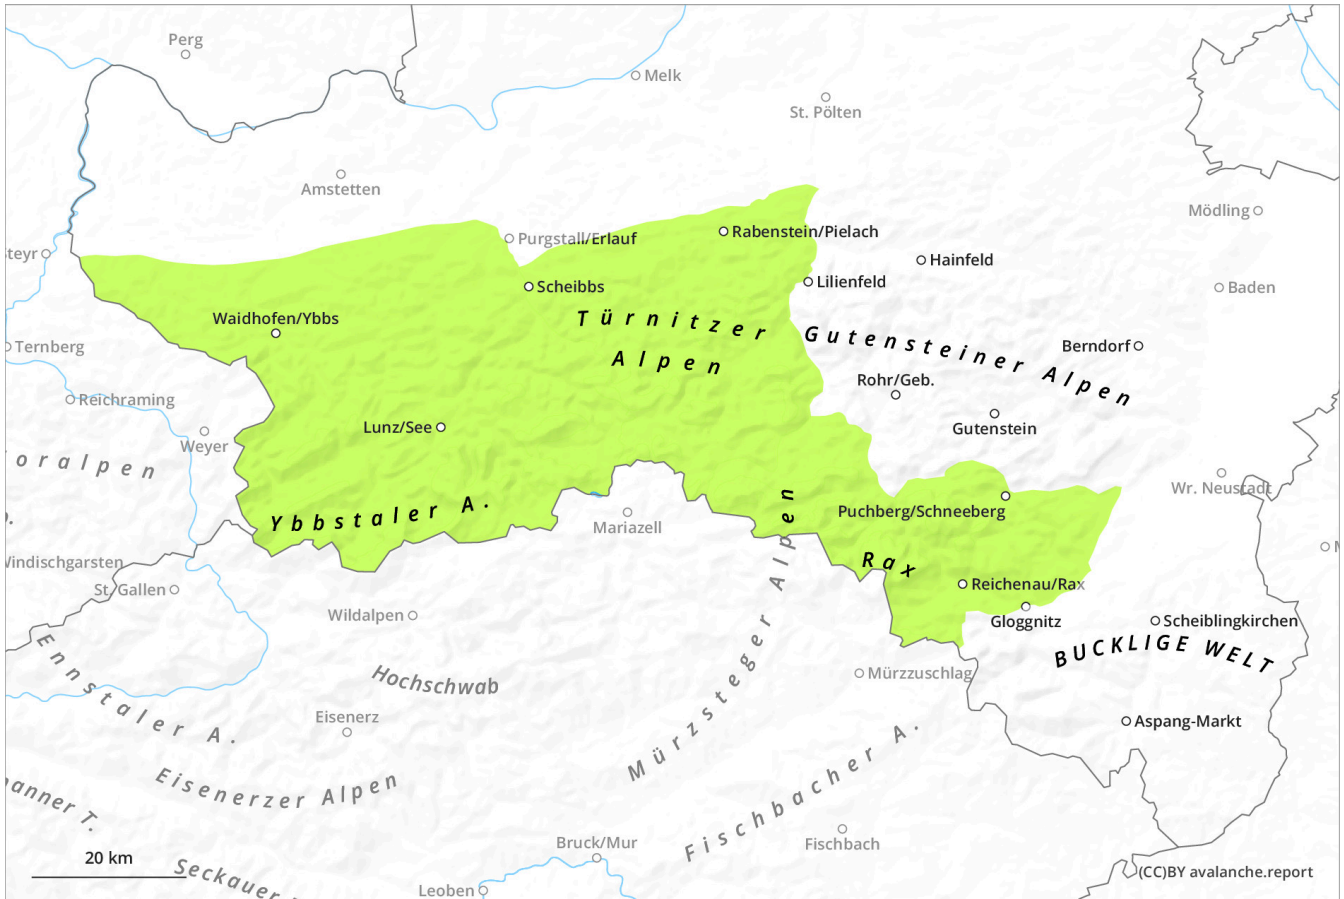 Perg
Melk
St. Pölten
Amstetten
Mödling
Purgstall/Erlauf
Rabenstein/Pielach
Hainfeld
Steyr
Lilienfeld
Scheibbs
Baden
Waidhofen/Ybbs
Türnitzer
Alpen
Gutensteiner Alpen
Ternberg
Berndorf
Rohr/Geb.
Reichraming
Lunz/See
Gutenstein
Weyer
oralpen
Wr. Neustadt
Ybbstaler A.
Puchberg/Schneeberg
Mariazell
Windischgarsten
Rax
St. Gallen
Reichenau/Rax
Wildalpen
Gloggnitz
Scheiblingkirchen
BUCKLIGE WELT
Mürzsteger Alpen
Ennstaler A.
Hochschwab
Mürzzuschlag
Eisenerz
Aspang-Markt
Eisenerzer Alpen
Fischbacher A.
anner T.
Fischbach
Bruck/Mur
20 km
Seckauer
Leoben
(CC)BY avalanche.report